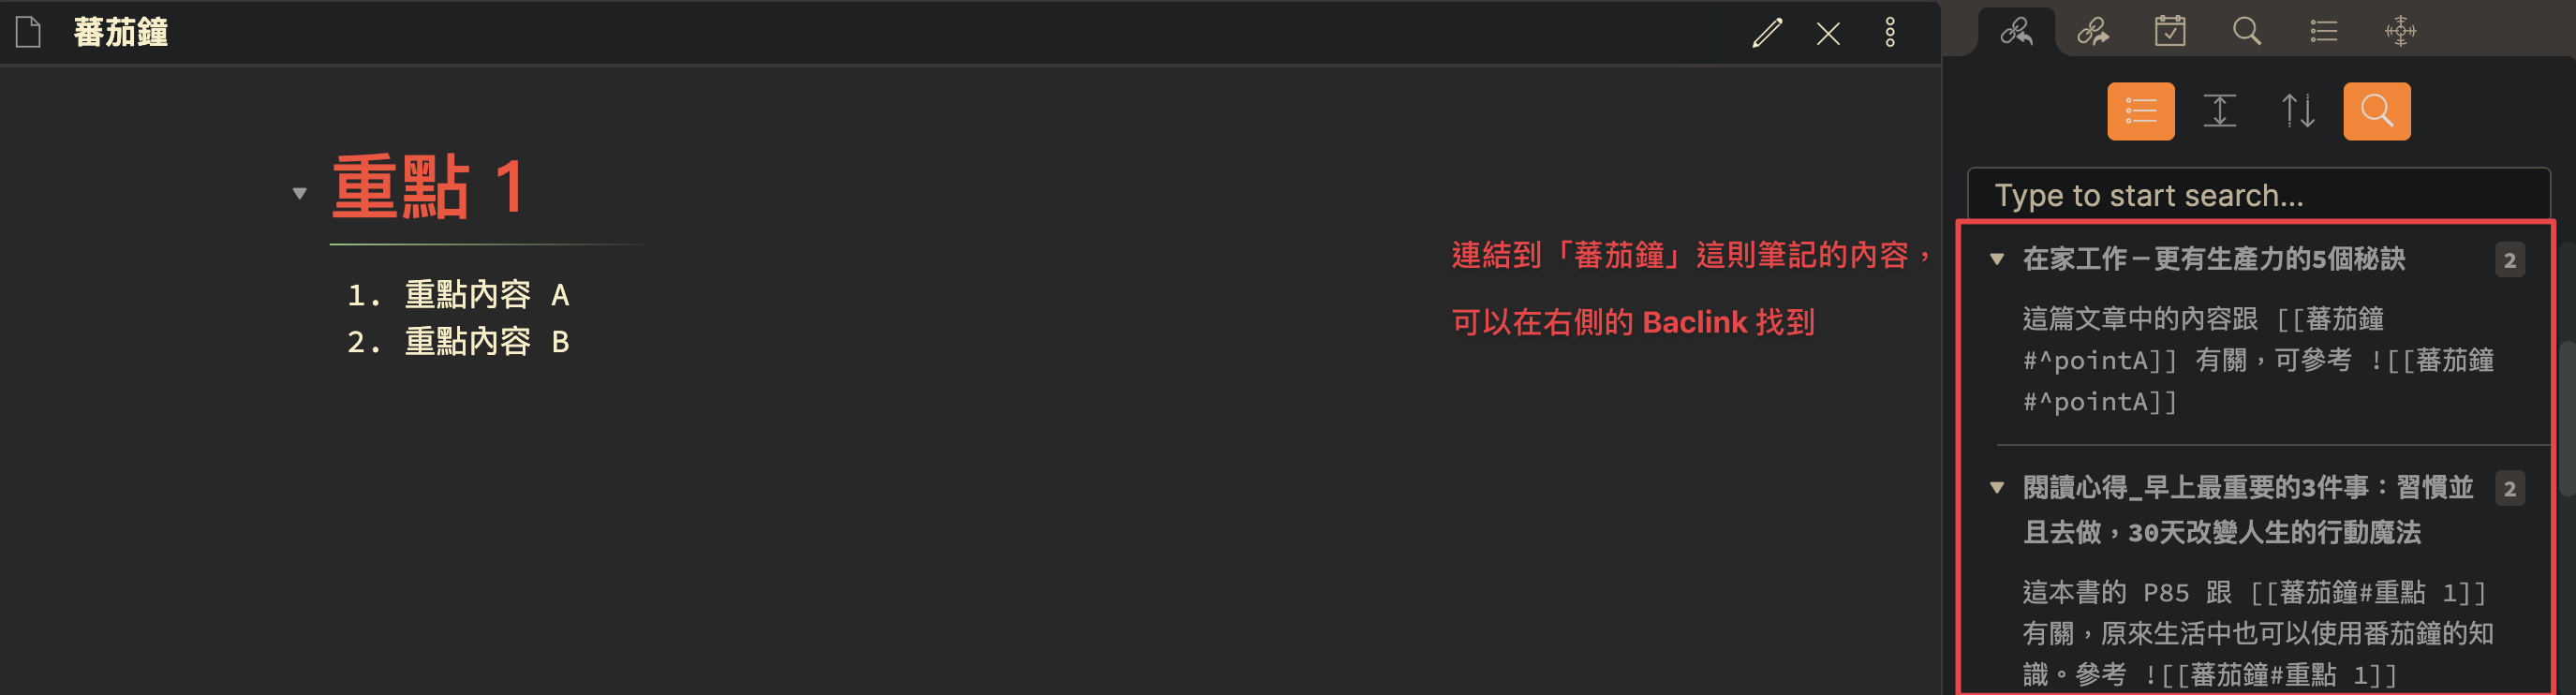 蕃茄鐘
重點 1
1. 重點內容 A
2. 重點內容 B
連結到「蕃茄鐘」這則筆記的內容，
可以在右側的 Baclink 找到
Type to start search...
在家工作－更有生產力的5個秘訣 2
這篇文章中的內容跟 [[蕃茄鐘
#^pointA]] 有關，可參考 ![[蕃茄鐘
#^pointA]]
閱讀心得_早上最重要的3件事：習慣並 2
且去做，30天改變人生的行動魔法
這本書的 P85 跟 [[蕃茄鐘#重點 1]]
有關，原來生活中也可以使用番茄鐘的知
識。參考 ![[蕃茄鐘#重點 1]]